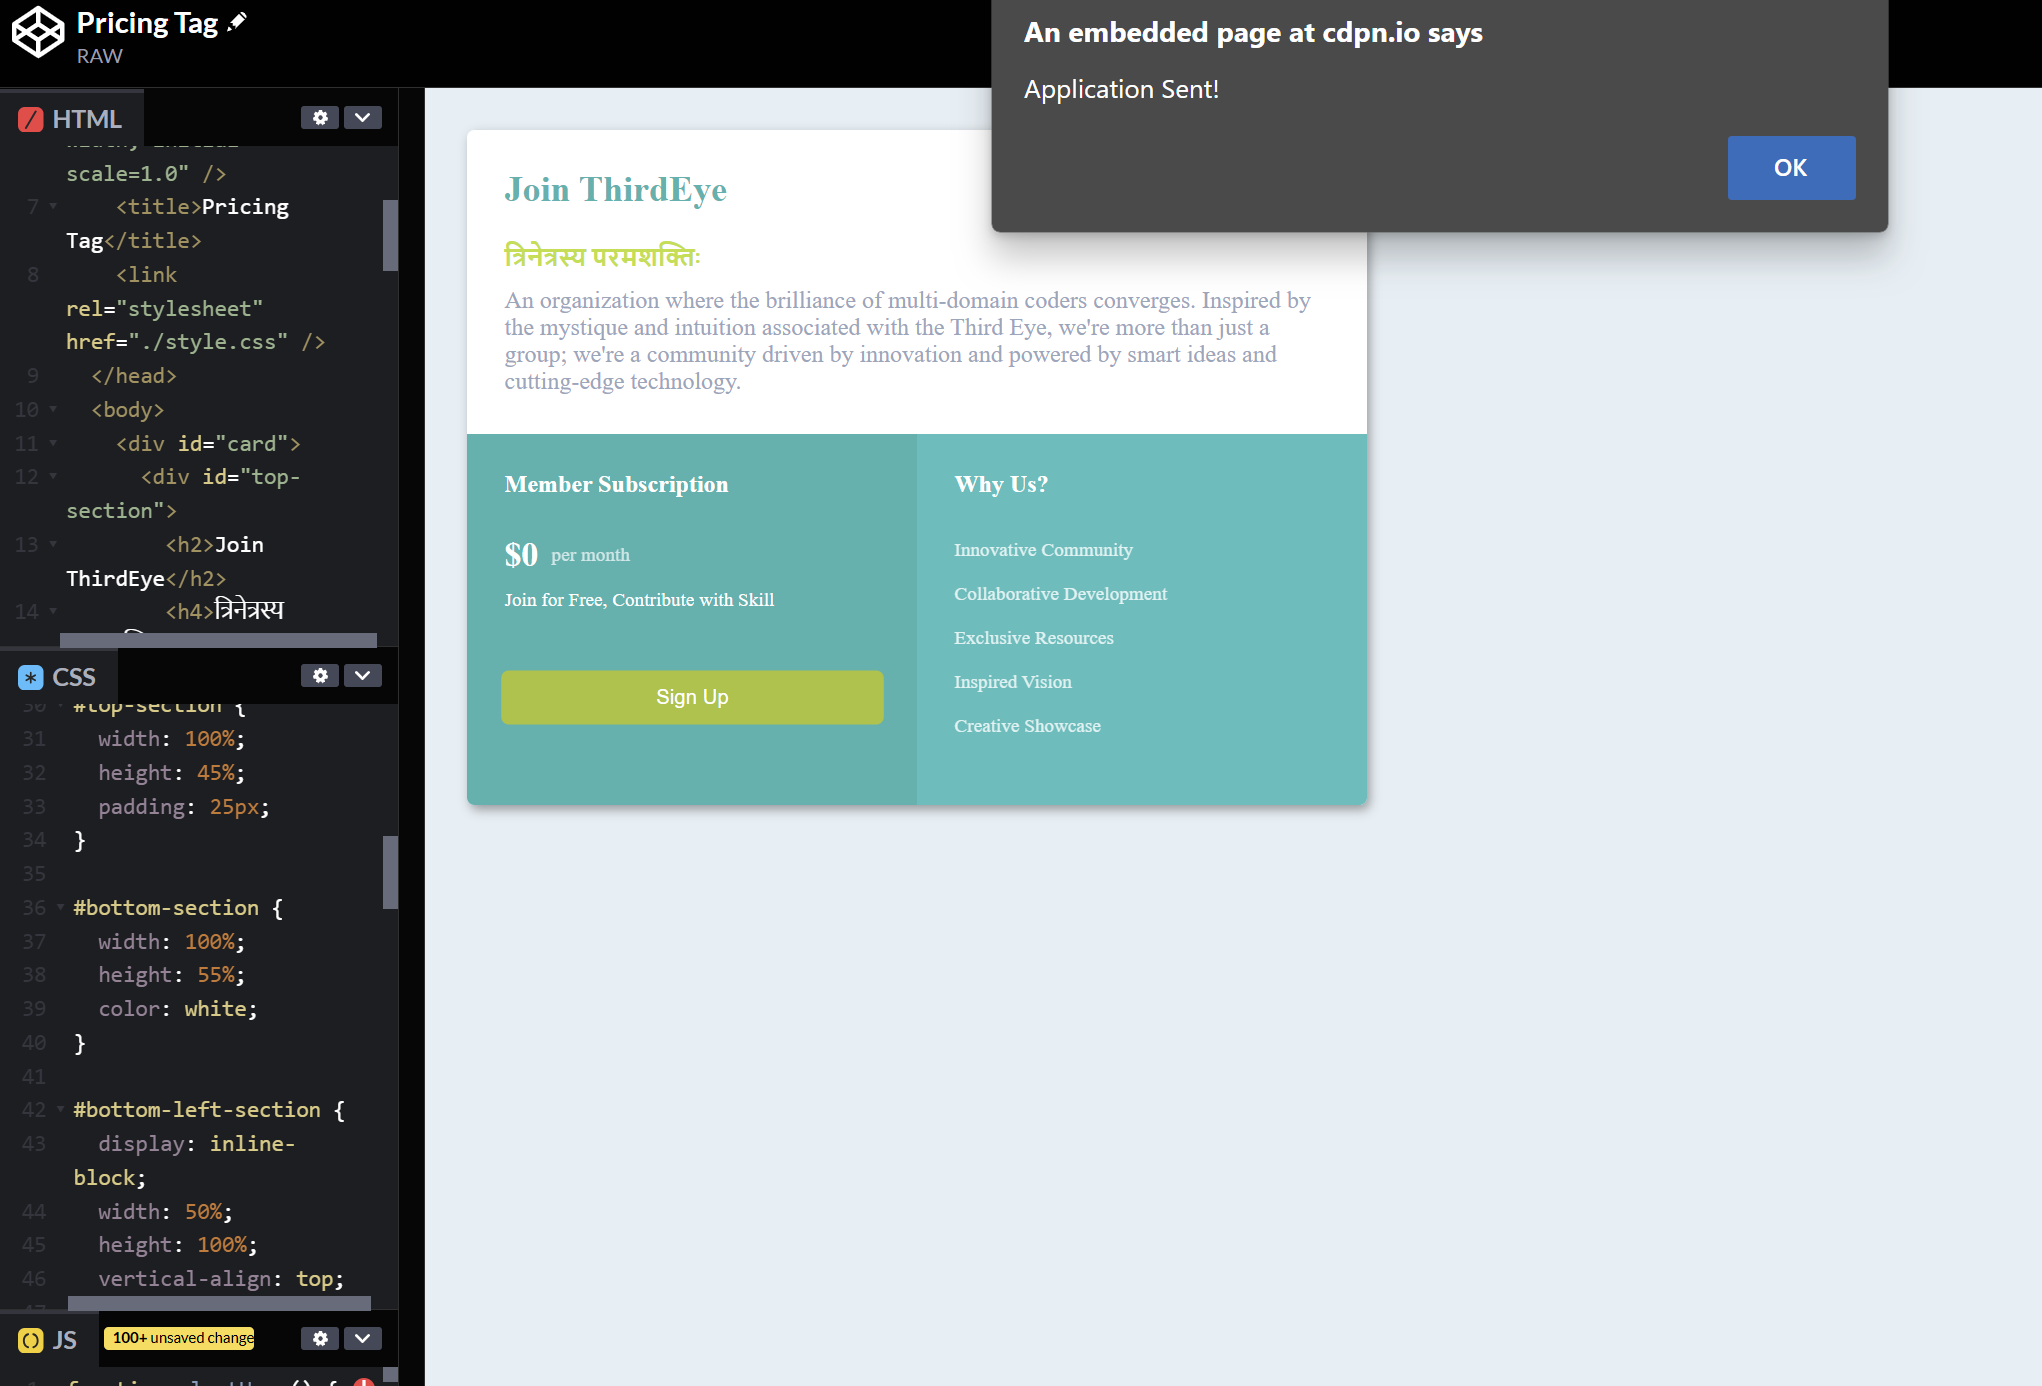 Pricing Tag
RAW
An embedded page at cdpn.io says
Application Sent!
OK
HTML
scale=1.0" />
7 <title>Pricing
Tag</title>
8 <link
rel="stylesheet"
href="./style.css" />
9 </head>
10 <body>
11 <div id="card">
12 <div id="top-
section">
13 <h2>Join
ThirdEye</h2>
14 <h4>त्रिनेत्रस्य
CSS
30 #top-section {
31 width: 100%;
32 height: 45%;
33 padding: 25px;
34 }
35
36 #bottom-section {
37 width: 100%;
38 height: 55%;
39 color: white;
40 }
41
42 #bottom-left-section {
43 display: inline-
block;
44 width: 50%;
45 height: 100%;
46 vertical-align: top;
JS
100+ unsaved change
Join ThirdEye
त्रिनेत्रस्य परमशक्तिः
An organization where the brilliance of multi-domain coders converges. Inspired by
the mystique and intuition associated with the Third Eye, we're more than just a
group; we're a community driven by innovation and powered by smart ideas and
cutting-edge technology.
Member Subscription
$0 per month
Join for Free, Contribute with Skill
Sign Up
Why Us?
Innovative Community
Collaborative Development
Exclusive Resources
Inspired Vision
Creative Showcase